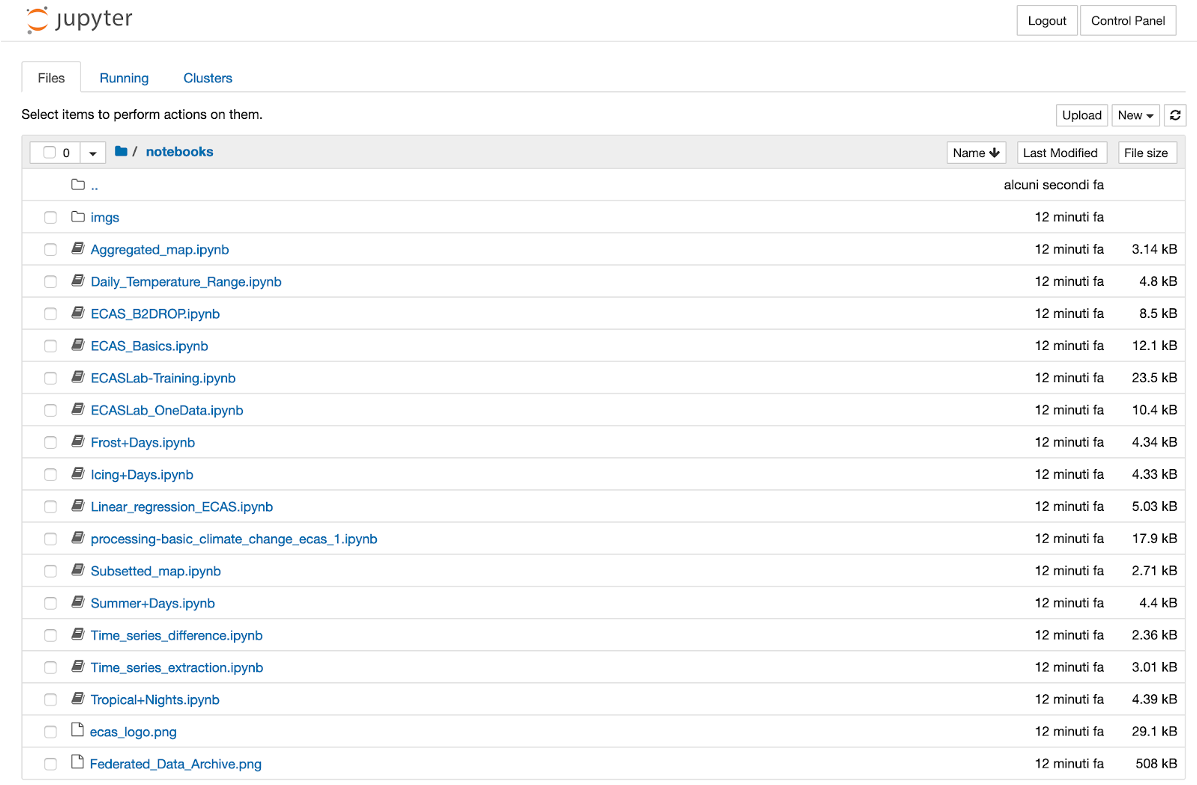 jupyter Logout Control Panel
Files Running Clusters
Select items to perform actions on them. Upload New
0 / notebooks Name Last Modified File size
.. alcuni secondi fa
imgs 12 minuti fa
Aggregated_map.ipynb 12 minuti fa 3.14 kB
Daily_Temperature_Range.ipynb 12 minuti fa 4.8 kB
ECAS_B2DROP.ipynb 12 minuti fa 8.5 kB
ECAS_Basics.ipynb 12 minuti fa 12.1 kB
ECASLab-Training.ipynb 12 minuti fa 23.5 kB
ECASLab_OneData.ipynb 12 minuti fa 10.4 kB
Frost+Days.ipynb 12 minuti fa 4.34 kB
Icing+Days.ipynb 12 minuti fa 4.33 kB
Linear_regression_ECAS.ipynb 12 minuti fa 5.03 kB
processing-basic_climate_change_ecas_1.ipynb 12 minuti fa 17.9 kB
Subsetted_map.ipynb 12 minuti fa 2.71 kB
Summer+Days.ipynb 12 minuti fa 4.4 kB
Time_series_difference.ipynb 12 minuti fa 2.36 kB
Time_series_extraction.ipynb 12 minuti fa 3.01 kB
Tropical+Nights.ipynb 12 minuti fa 4.39 kB
ecas_logo.png 12 minuti fa 29.1 kB
Federated_Data_Archive.png 12 minuti fa 508 kB